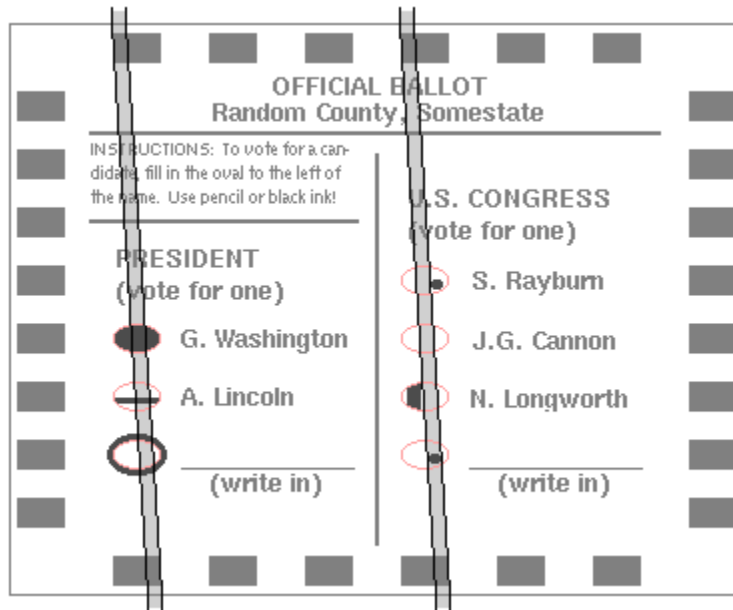 OFFICIAL BALLOT
Random County, Somestate
INSTRUCTIONS: To vote for a can-
didate, fill in the oval to the left of
the name. Use pencil or black ink!
PRESIDENT
(vote for one)
G. Washington
A. Lincoln
(write in)
U.S. CONGRESS
(vote for one)
S. Rayburn
J.G. Cannon
N. Longworth
(write in)